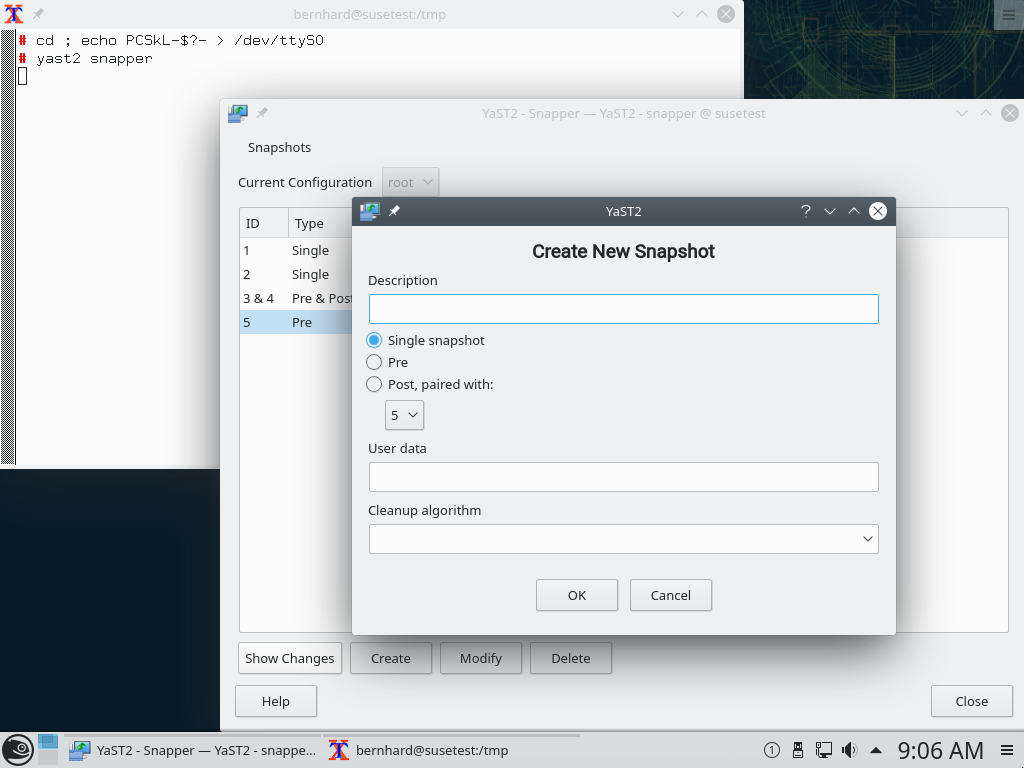 bernhard@susetest:/tmp
# cd ; echo PCSkL-$?- > /dev/ttyS0
# yast2 snapper
YaST2 - Snapper — YaST2 - snapper @ susetest
Snapshots
Current Configuration root
ID Type
1 Single
2 Single
3 & 4 Pre & Post
5 Pre
YaST2
?
Create New Snapshot
Description
Single snapshot
Pre
Post, paired with:
5
User data
Cleanup algorithm
OK Cancel
Show Changes Create Modify Delete
Help Close
YaST2 - Snapper — YaST2 - snappe... bernhard@susetest:/tmp 1 9:06 AM